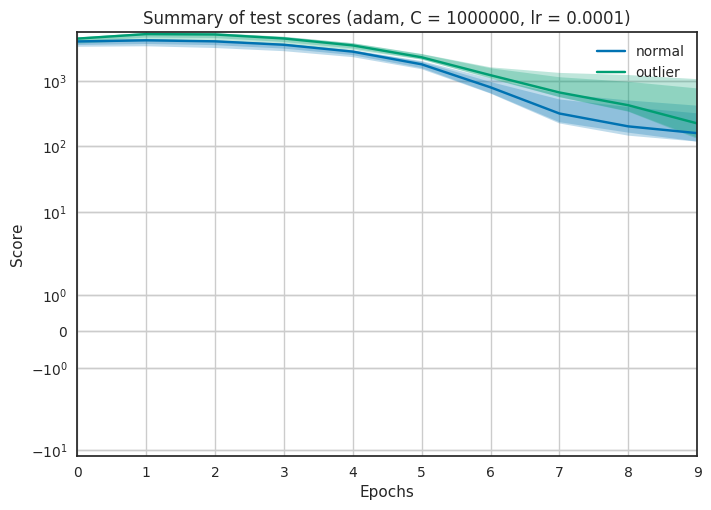 Summary of test scores (adam, C = 1000000, lr = 0.0001)
normal
outlier
10³
10²
10¹
10⁰
0
−10⁰
−10¹
Score
0 1 2 3 4 5 6 7 8 9
Epochs